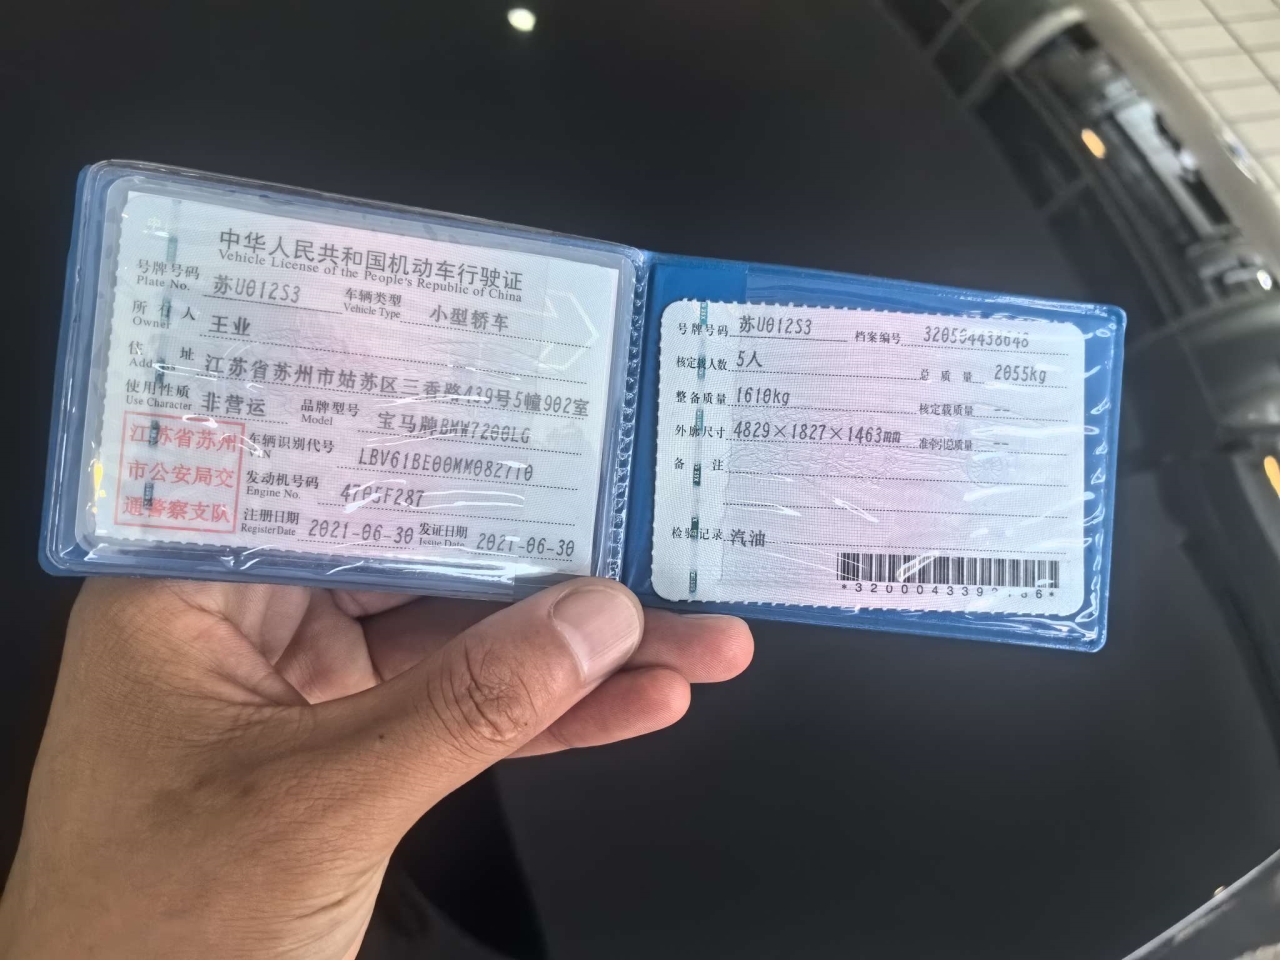 中华人民共和国机动车行驶证
Vehicle License of the People's Republic of China
号牌号码 苏U012S3 车辆类型 小型轿车
Plate No. Vehicle Type
所有人 王业
Owner
住址 江苏省苏州市姑苏区三香路439号5幢902室
使用性质 非营运 品牌型号 宝马牌BMW7200LG
Use Character Model
江苏省苏州
市公安局交
通警察支队
车辆识别代号
发动机号码
Engine No.
注册日期 2021-06-30 发证日期 2021-06-30
Register Date Issue Date
号牌号码 苏U012S3 档案编号
核定载人数 5人 总质量 2055kg
整备质量 1610kg 核定载质量 --
外廓尺寸 4829×1827×1463mm 准牵引总质量 --
备注
检验记录 汽油